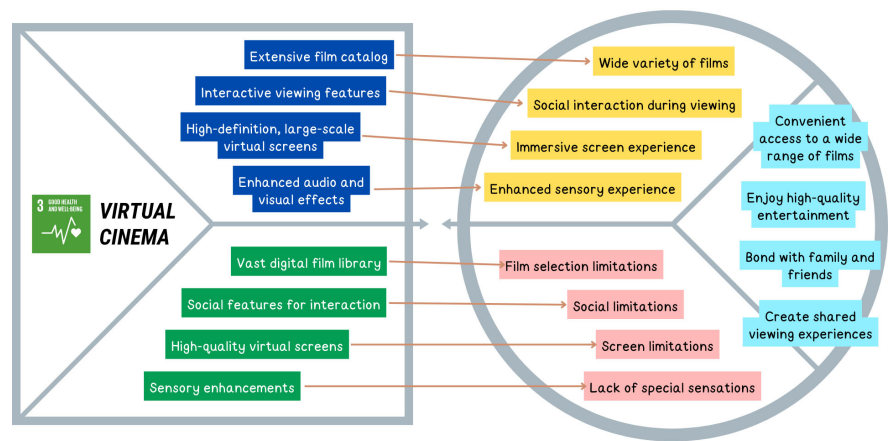 Extensive film catalog
Interactive viewing features
High-definition, large-scale
virtual screens
Enhanced audio and
visual effects
3 GOOD HEALTH
AND WELL-BEING
VIRTUAL
CINEMA
Vast digital film library
Social features for interaction
High-quality virtual screens
Sensory enhancements
Wide variety of films
Social interaction during viewing
Immersive screen experience
Enhanced sensory experience
Film selection limitations
Social limitations
Screen limitations
Lack of special sensations
Convenient
access to a wide
range of films
Enjoy high-quality
entertainment
Bond with family and
friends
Create shared
viewing experiences